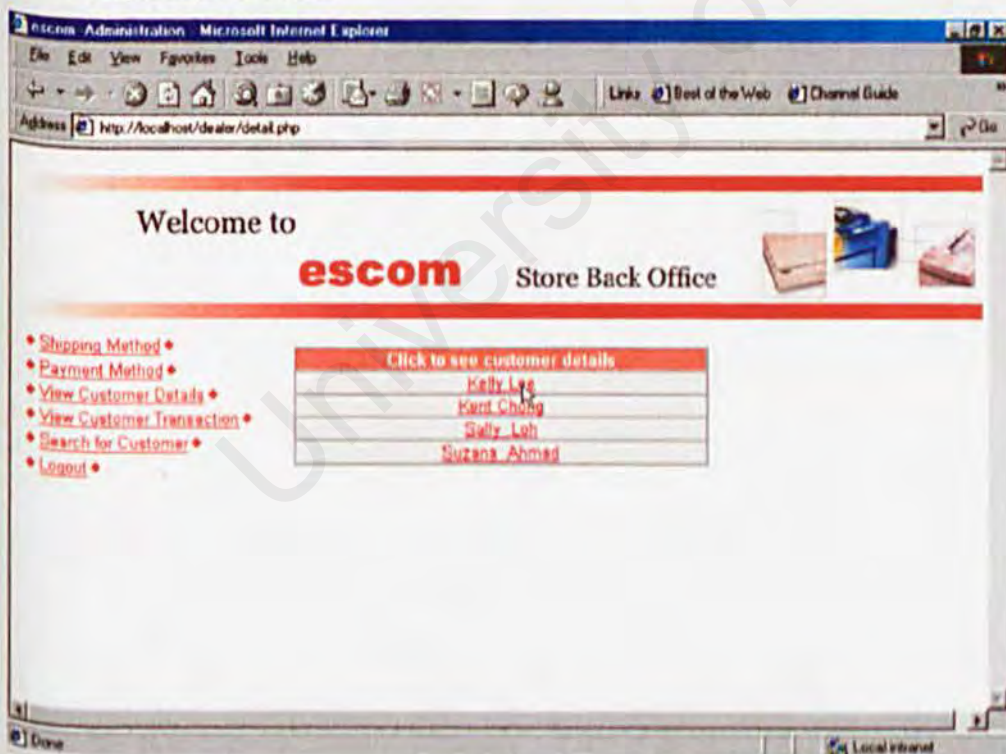 escom Administration Microsoft Internet Explorer
File Edit View Favorites Tools Help
Links Best of the Web Channel Guide
Address http://localhost/dealer/detail.php Go
Welcome to
escom Store Back Office
Shipping Method
Payment Method
View Customer Details
View Customer Transaction
Search for Customer
Logout
Click to see customer details
Kelly Lee
Kent Chong
Sally Loh
Suzana Ahmad
Done Local intranet
University